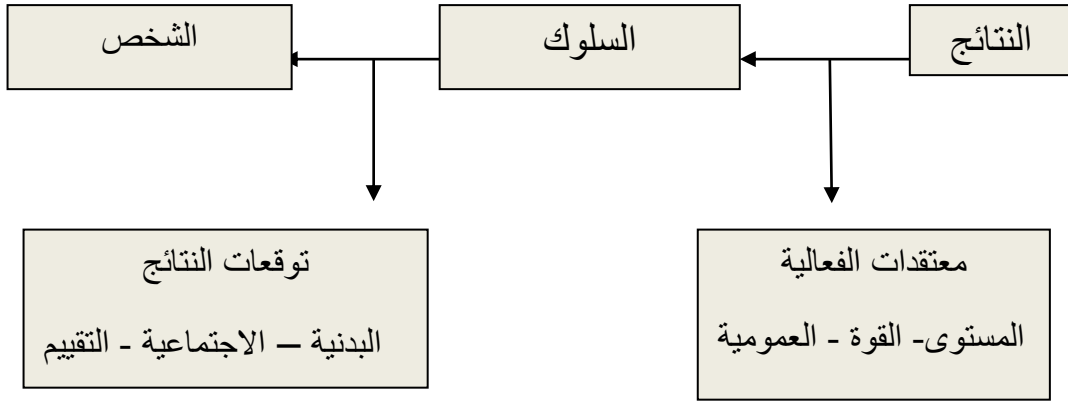 النتائج
السلوك
الشخص
معتقدات الفعالية
المستوى- القوة - العمومية
توقعات النتائج
البدنية – الاجتماعية - التقييم